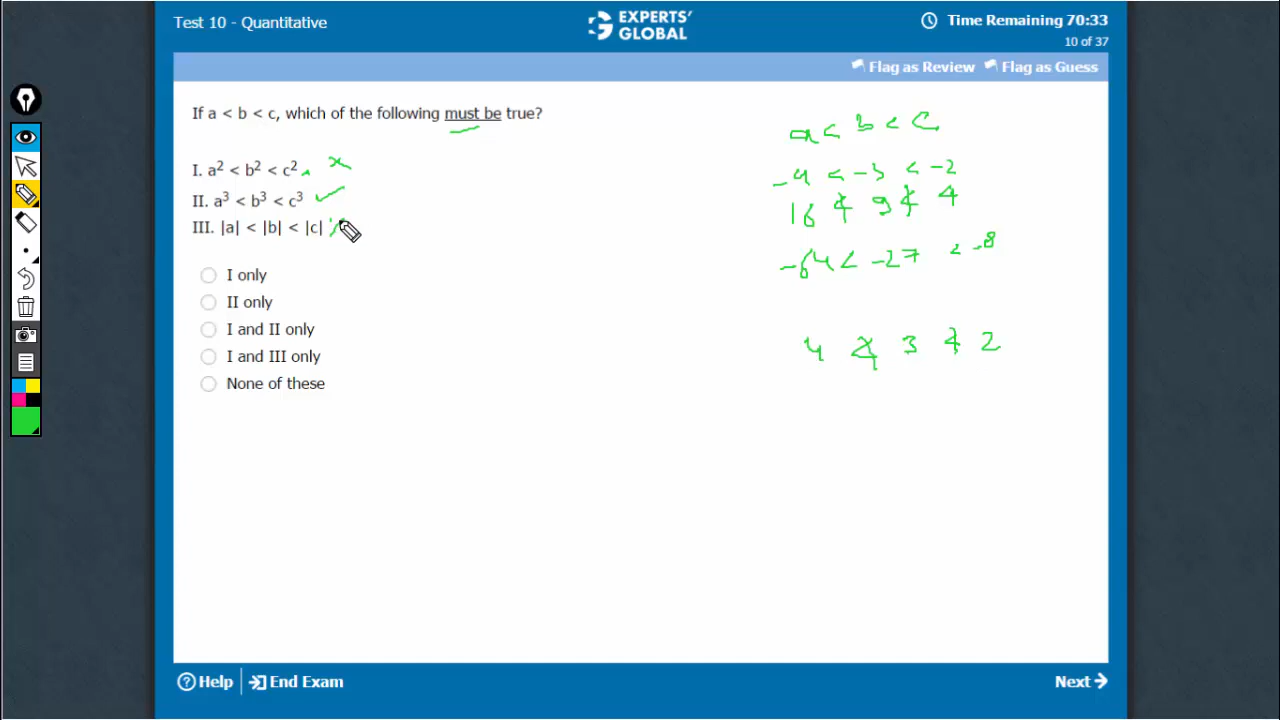 Test 10 - Quantitative
EXPERTS'
GLOBAL
Time Remaining 70:33
10 of 37
Flag as Review
Flag as Guess
If a < b < c, which of the following must be true?
I. a² < b² < c² x
II. a³ < b³ < c³ ✓
III. |a| < |b| < |c|
I only
II only
I and II only
I and III only
None of these
a < b < c
-4 < -3 < -2
16 ≮ 9 ≮ 4
-64 < -27 < -8
4 ≮ 3 ≮ 2
Help
End Exam
Next